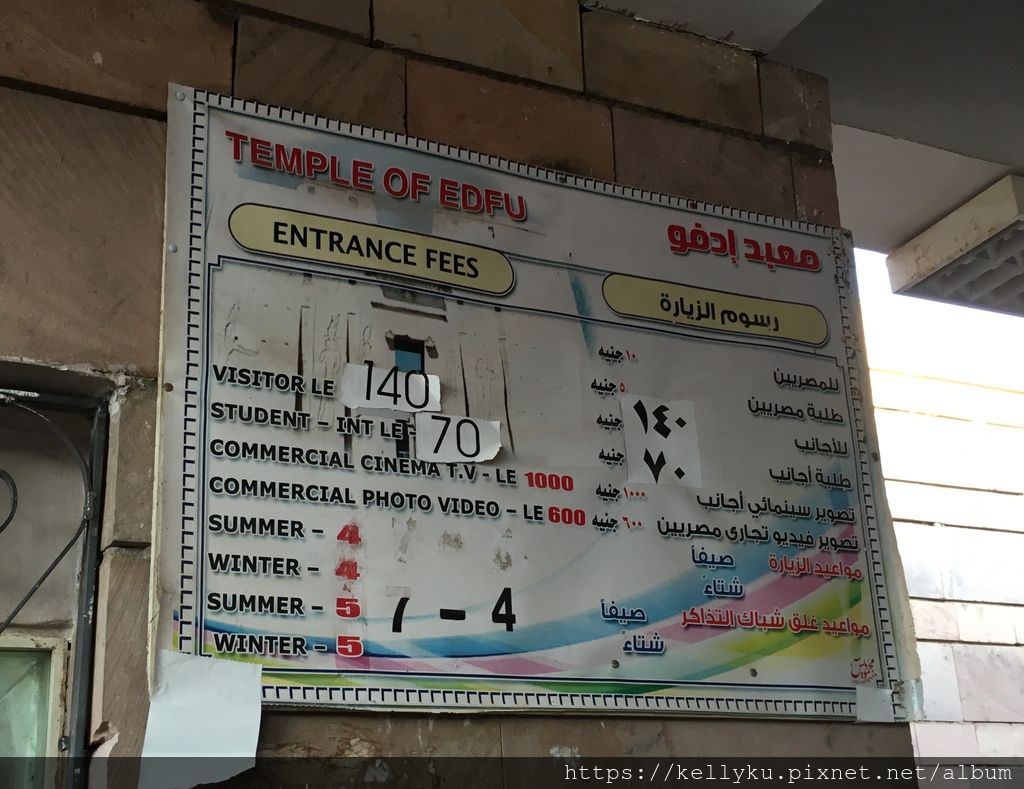 TEMPLE OF EDFU
معبد إدفو
ENTRANCE FEES
رسوم الزيارة
VISITOR LE 140
STUDENT – INT LE 70
COMMERCIAL CINEMA T.V - LE 1000
COMMERCIAL PHOTO VIDEO – LE 600
SUMMER – 4
WINTER – 4
SUMMER – 5
WINTER – 5
7 – 4
للمصريين ١٠ جنيه
طلبة مصريين ٥ جنيه
للأجانب ١٤٠ جنيه
طلبة أجانب ٧٠ جنيه
تصوير سينمائي أجانب ١٠٠٠ جنيه
تصوير فيديو تجارى مصريين ٦٠٠ جنيه
مواعيد الزيارة صيفاً
شتاءً
مواعيد غلق شباك التذاكر صيفاً
شتاءً
https://kellyku.pixnet.net/album